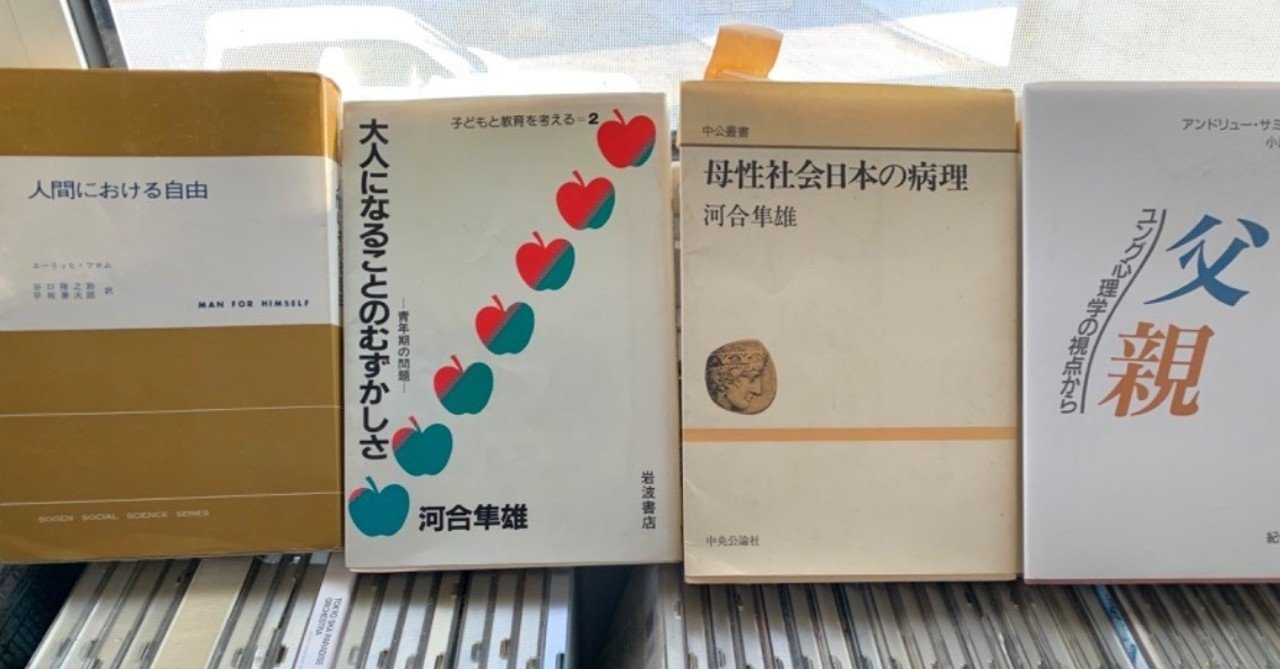 人間における自由
エーリッヒ・フロム
谷口隆之助
早坂泰次郎 訳
MAN FOR HIMSELF
SOGEN SOCIAL SCIENCE SERIES
子どもと教育を考える=2
大人になることのむずかしさ
―青年期の問題―
河合隼雄
岩波書店
中公叢書
母性社会日本の病理
河合隼雄
中央公論社
アンドリュー・サミ
小
父親
ユング心理学の視点から
紀
TOKYO SKA PARADISE
ORCHESTRA